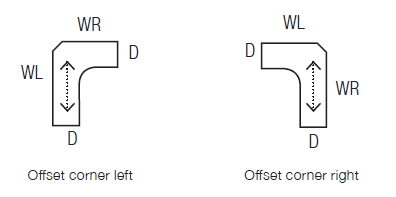 WR
WL
D
D
Offset corner left
WL
D
WR
D
Offset corner right